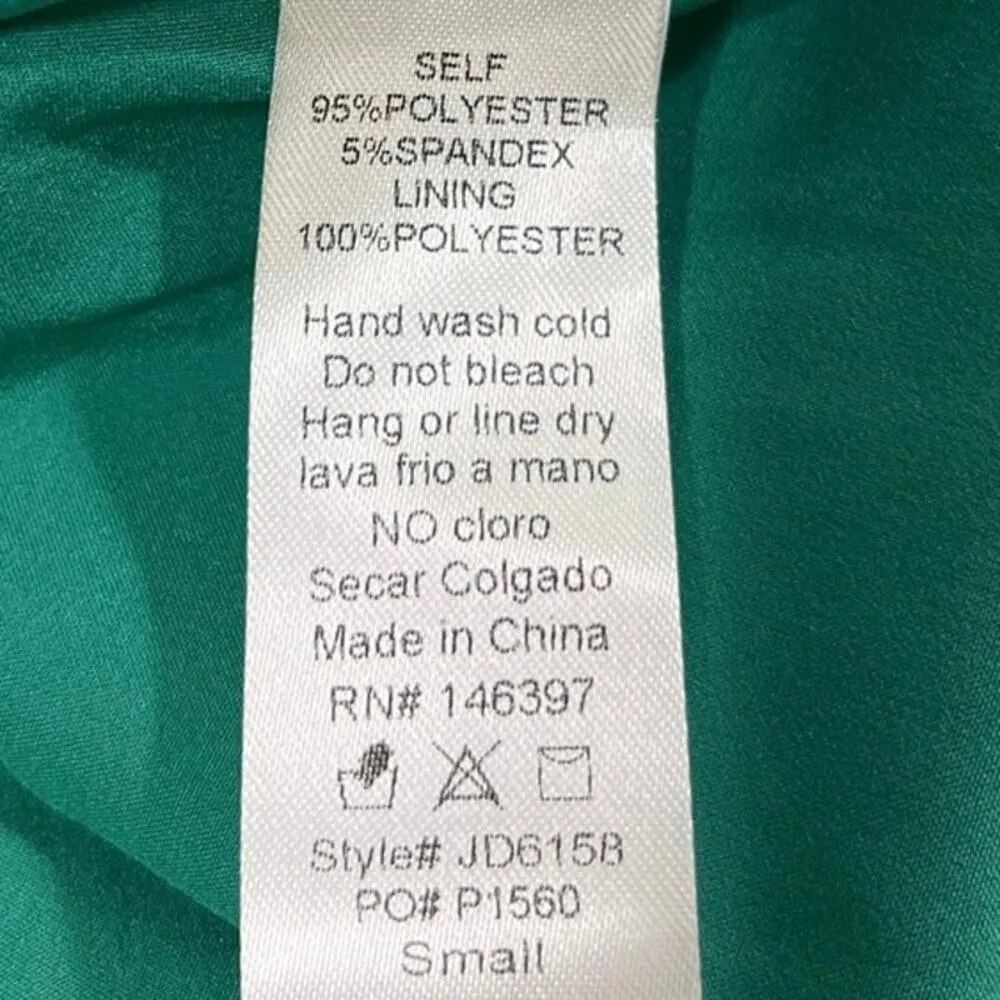 SELF
95%POLYESTER
5%SPANDEX
LINING
100%POLYESTER
Hand wash cold
Do not bleach
Hang or line dry
lava frio a mano
NO cloro
Secar Colgado
Made in China
RN# 146397
Style# JD6158
PO# P1560
Small